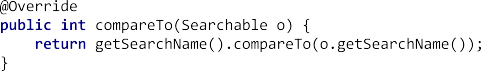 @Override
public int compareTo(Searchable o) {
    return getSearchName().compareTo(o.getSearchName());
}